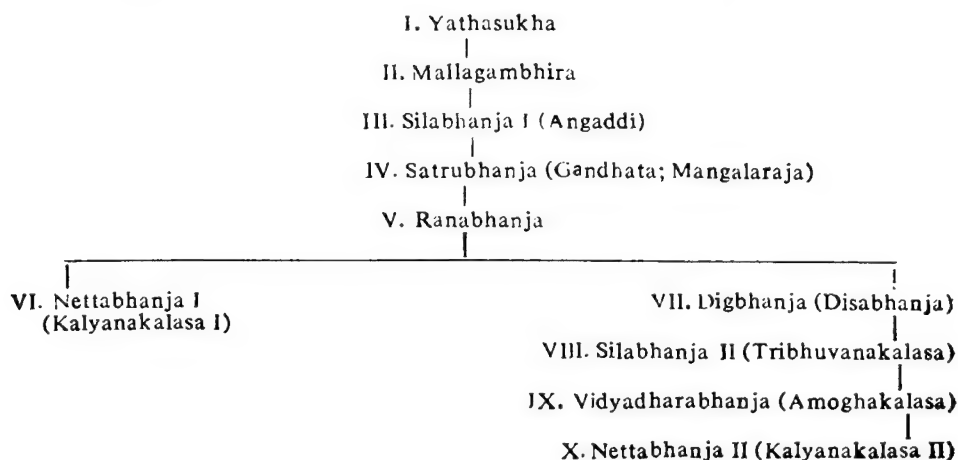 I. Yathasukha
II. Mallagambhira
III. Silabhanja I (Angaddi)
IV. Satrubhanja (Gandhata; Mangalaraja)
V. Ranabhanja
VI. Nettabhanja I
(Kalyanakalasa I)
VII. Digbhanja (Disabhanja)
VIII. Silabhanja II (Tribhuvanakalasa)
IX. Vidyadharabhanja (Amoghakalasa)
X. Nettabhanja II (Kalyanakalasa II)